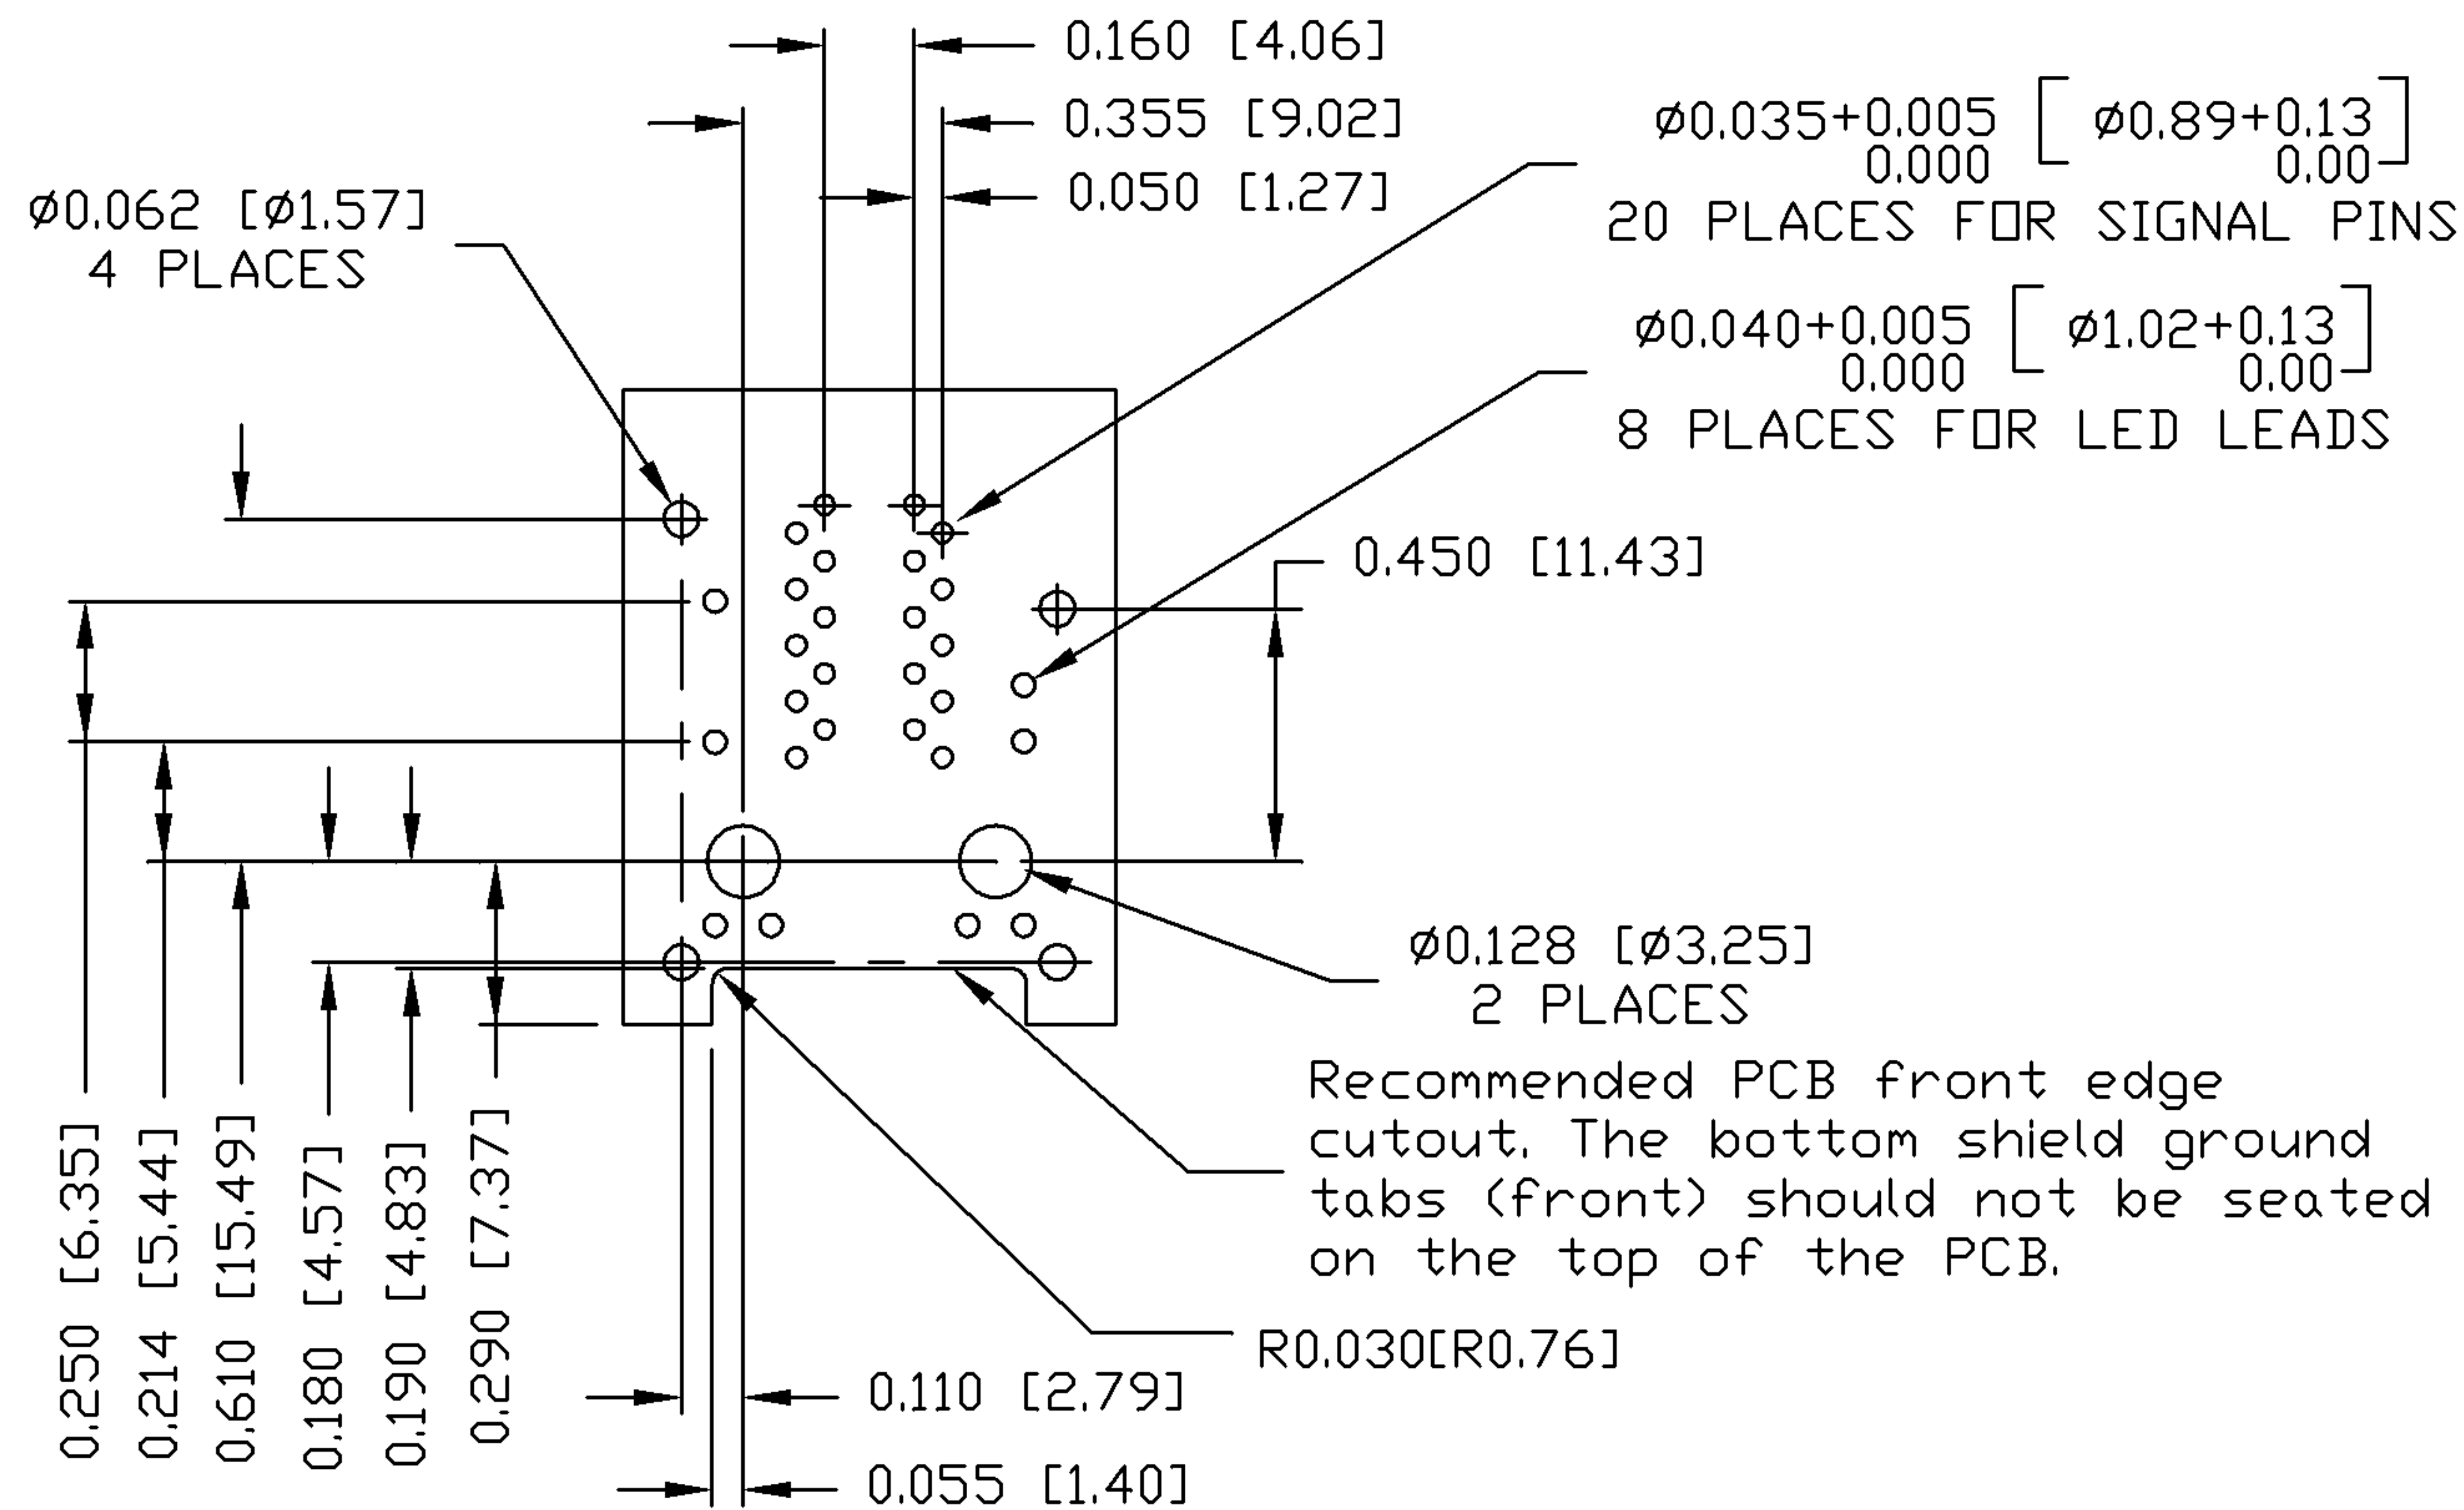 0.160 [4.06]
0.355 [9.02]
0.050 [1.27]
ø0.035+0.005 [ø0.89+0.13]
0.000 0.00
20 PLACES FOR SIGNAL PINS
ø0.062 [ø1.57]
4 PLACES
ø0.040+0.005 [ø1.02+0.13]
0.000 0.00
8 PLACES FOR LED LEADS
0.450 [11.43]
ø0.128 [ø3.25]
2 PLACES
Recommended PCB front edge
cutout. The bottom shield ground
tabs (front) should not be seated
on the top of the PCB.
R0.030[R0.76]
0.250 [6.35]
0.214 [5.44]
0.610 [15.49]
0.180 [4.57]
0.190 [4.83]
0.290 [7.37]
0.110 [2.79]
0.055 [1.40]